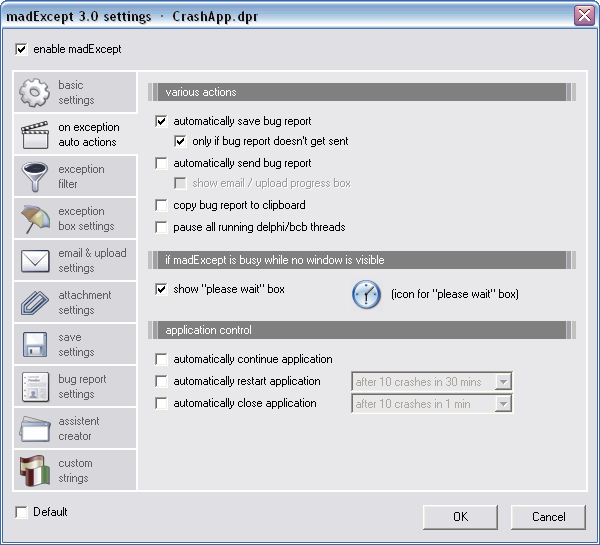 madExcept 3.0 settings · CrashApp.dpr
enable madExcept
basic
settings
on exception
auto actions
exception
filter
exception
box settings
email & upload
settings
attachment
settings
save
settings
bug report
settings
assistent
creator
custom
strings
various actions
automatically save bug report
only if bug report doesn't get sent
automatically send bug report
show email / upload progress box
copy bug report to clipboard
pause all running delphi/bcb threads
if madExcept is busy while no window is visible
show "please wait" box (icon for "please wait" box)
application control
automatically continue application
automatically restart application after 10 crashes in 30 mins
automatically close application after 10 crashes in 1 min
Default
OK Cancel